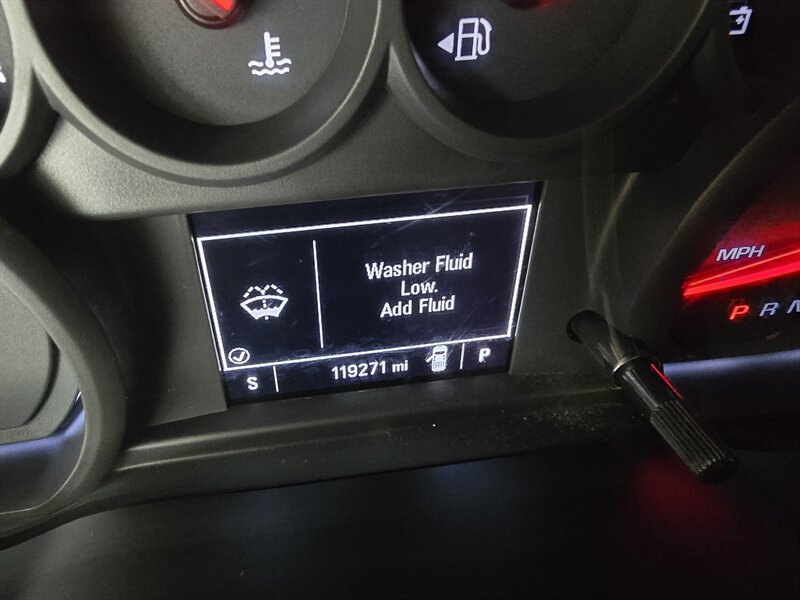 Washer Fluid
Low.
Add Fluid
S 119271 mi P
MPH
P R N